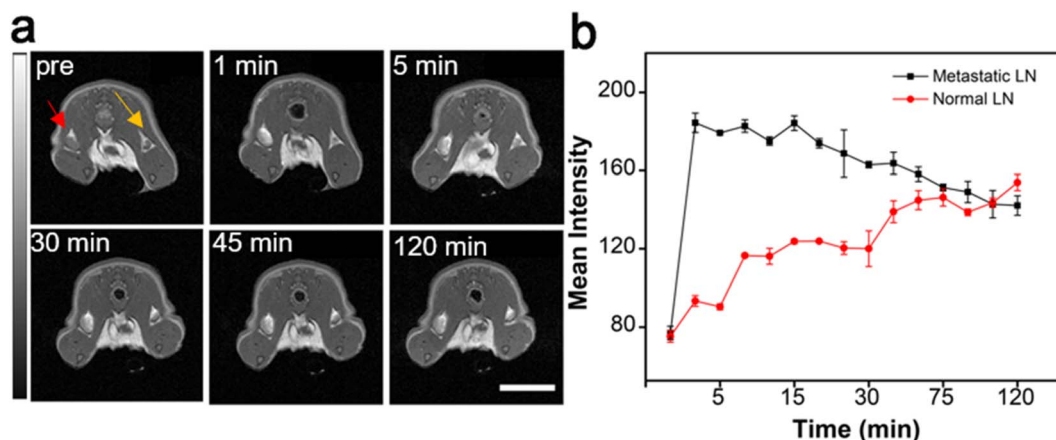 a
pre
1 min
5 min
30 min
45 min
120 min
b
Mean Intensity
200
160
120
80
Metastatic LN
Normal LN
5
15
30
75
120
Time (min)